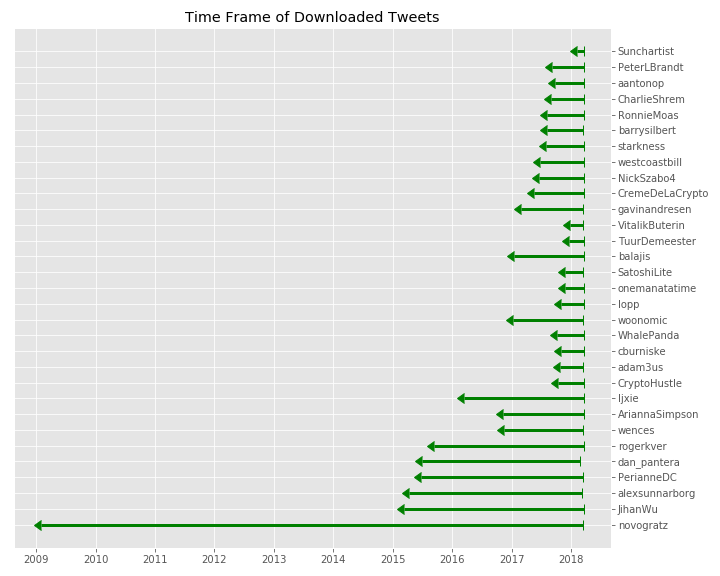 Time Frame of Downloaded Tweets
Sunchartist
PeterLBrandt
aantonop
CharlieShrem
RonnieMoas
barrysilbert
starkness
westcoastbill
NickSzabo4
CremeDeLaCrypto
gavinandresen
VitalikButerin
TuurDemeester
balajis
SatoshiLite
onemanatatime
lopp
woonomic
WhalePanda
cburniske
adam3us
CryptoHustle
ljxie
AriannaSimpson
wences
rogerkver
dan_pantera
PerianneDC
alexsunnarborg
JihanWu
novogratz
2009 2010 2011 2012 2013 2014 2015 2016 2017 2018